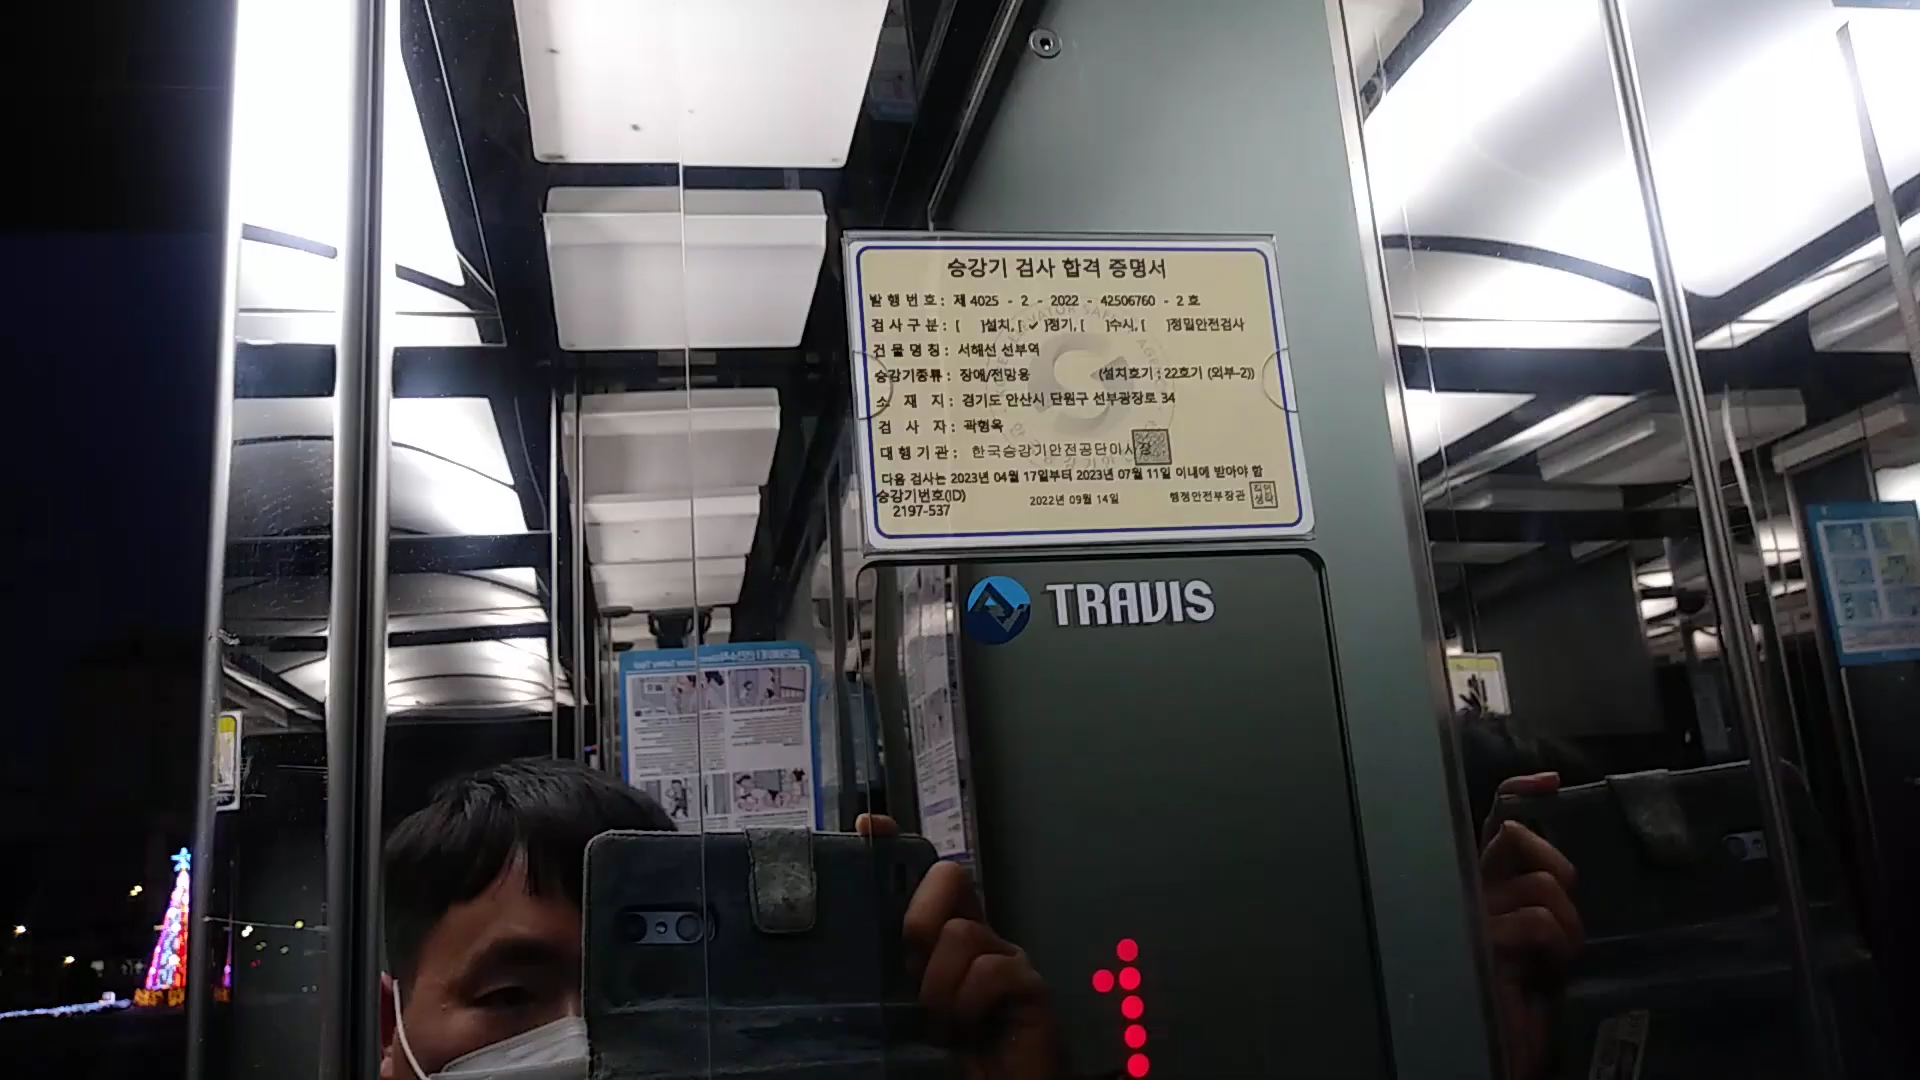 승강기 검사 합격 증명서
발 행 번 호 : 제 4025 - 2 - 2022 - 42506760 - 2 호
검 사 구 분 : [ ]설치, [ ✓ ]정기, [ ]수시, [ ]정밀안전검사
건 물 명 칭 : 서해선 선부역
승강기종류 : 장애/전망용 (설치호기 : 22호기 (외부-2))
소 재 지 : 경기도 안산시 단원구 선부광장로 34
검 사 자 : 곽형옥
대 행 기 관 : 한국승강기안전공단이사장
다음 검사는 2023년 04월 17일부터 2023년 07월 11일 이내에 받아야 함
승강기번호(ID)
2197-537
2022년 09월 14일 행정안전부장관
TRAVIS
1